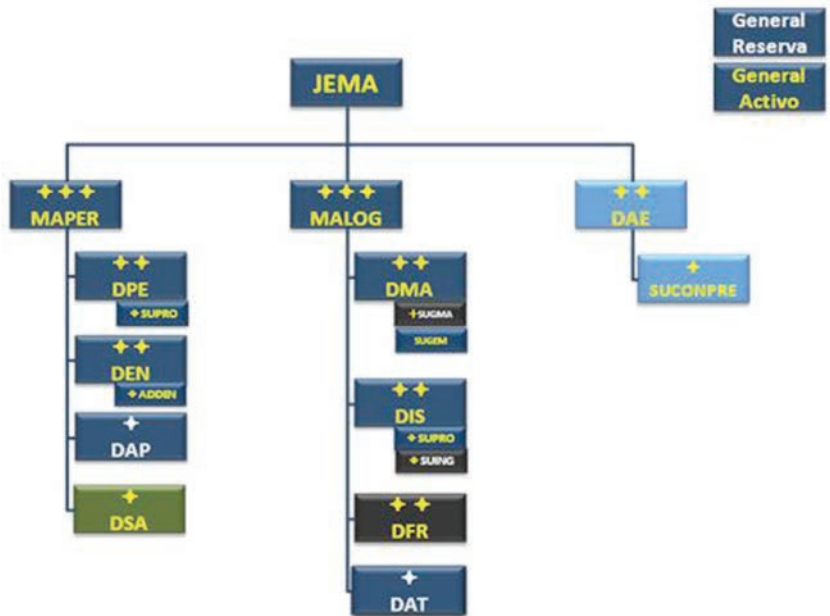 General
Reserva
General
Activo
JEMA
MAPER
MALOG
DAE
DPE
SUPRO
DEN
ADDEN
DAP
DSA
DMA
SUGMA
SUGEM
DIS
SUPRO
SUING
DFR
DAT
SUCONPRE